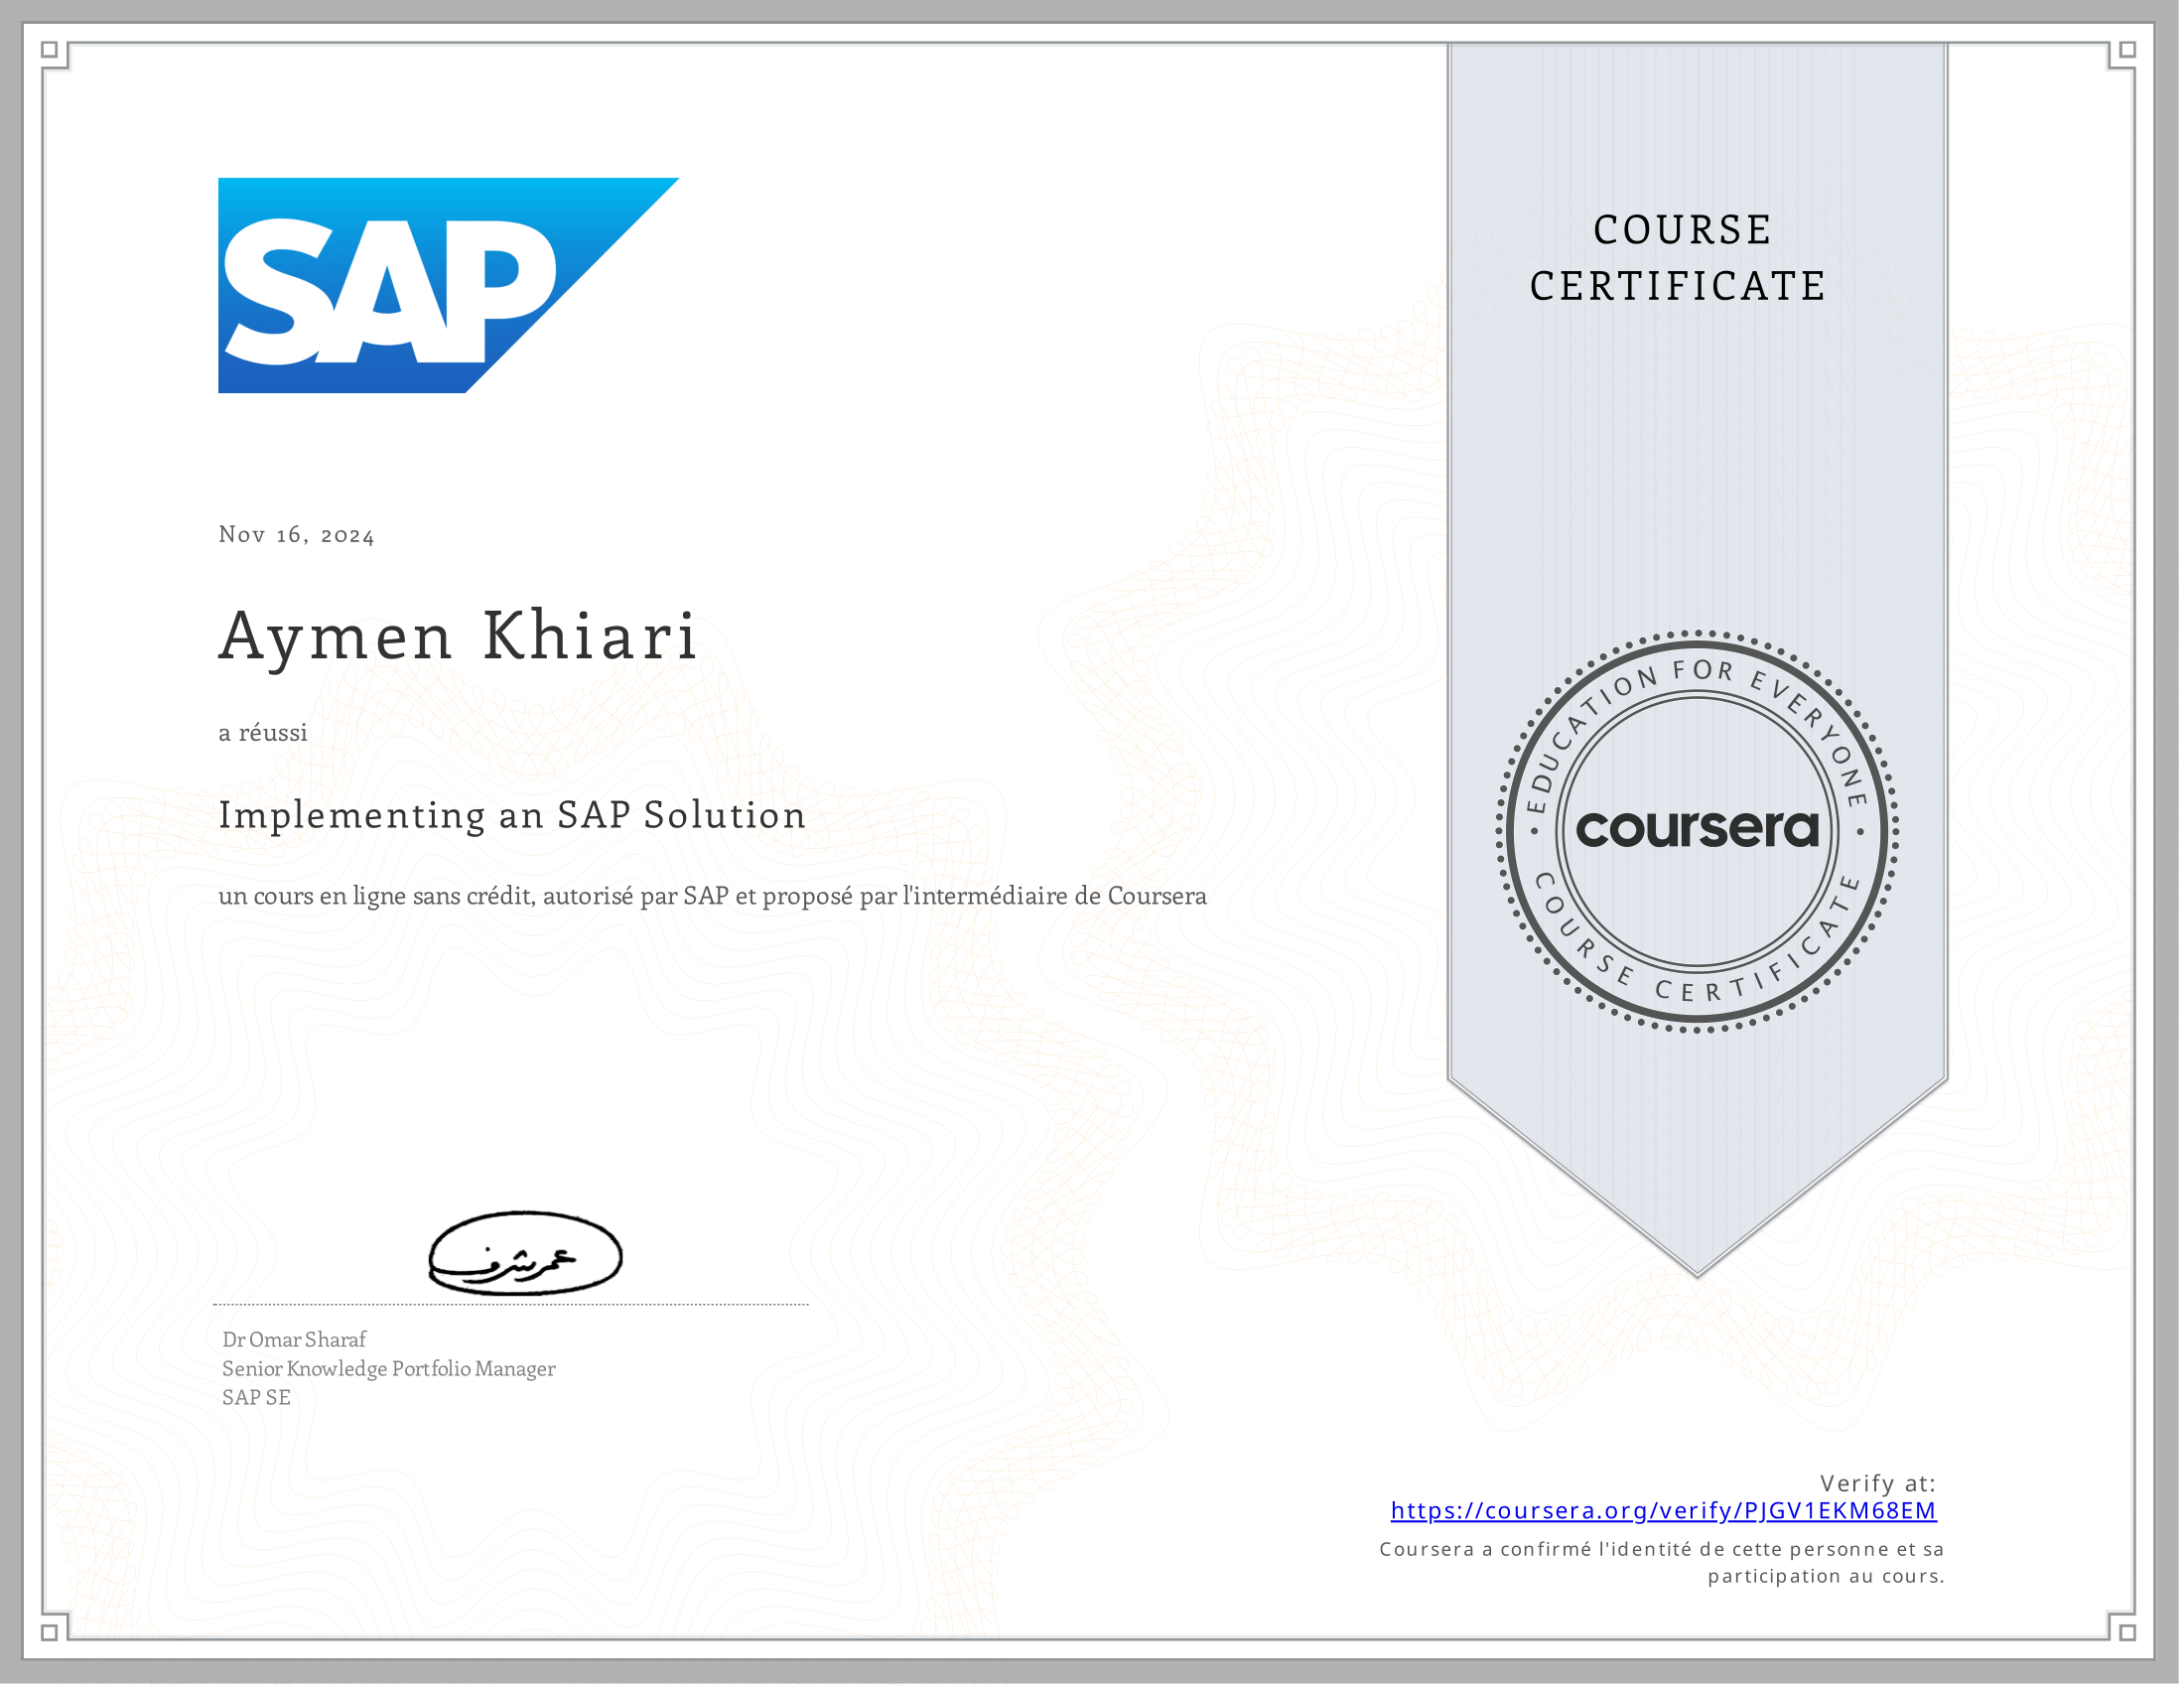 SAP
COURSE
CERTIFICATE
Nov 16, 2024
Aymen Khiari
a réussi
Implementing an SAP Solution
un cours en ligne sans crédit, autorisé par SAP et proposé par l'intermédiaire de Coursera
EDUCATION FOR EVERYONE
coursera
COURSE CERTIFICATE
عمر شرف
Dr Omar Sharaf
Senior Knowledge Portfolio Manager
SAP SE
Verify at:
https://coursera.org/verify/PJGV1EKM68EM
Coursera a confirmé l'identité de cette personne et sa
participation au cours.